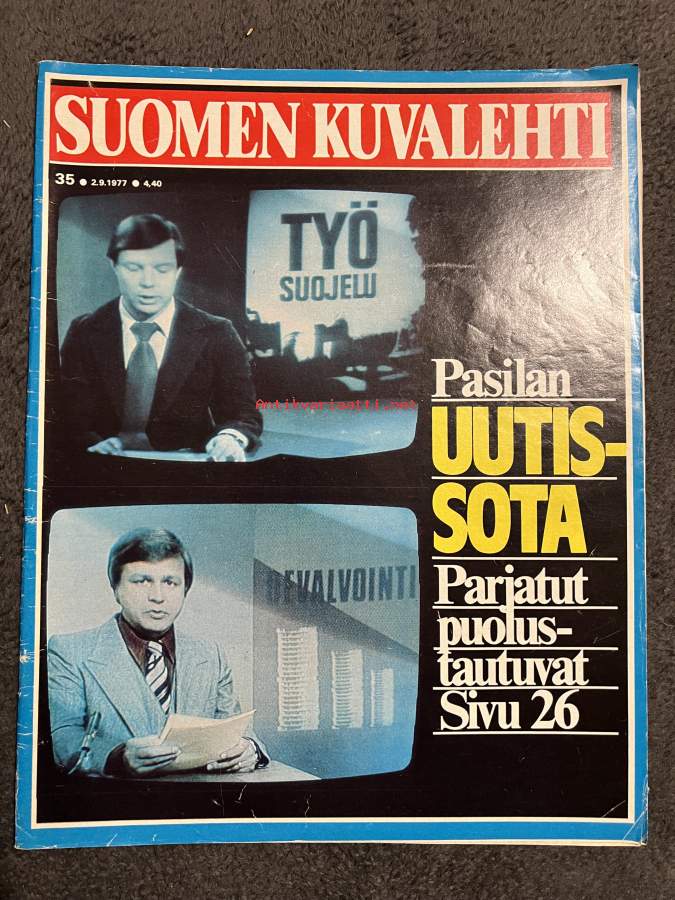 SUOMEN KUVALEHTI
35 ● 2.9.1977 ● 4,40
TYÖ
SUOJELU
Antikvariaatti.net
Pasilan
UUTIS-
SOTA
DEVALVOINTI
Parjatut
puolus-
tautuvat
Sivu 26